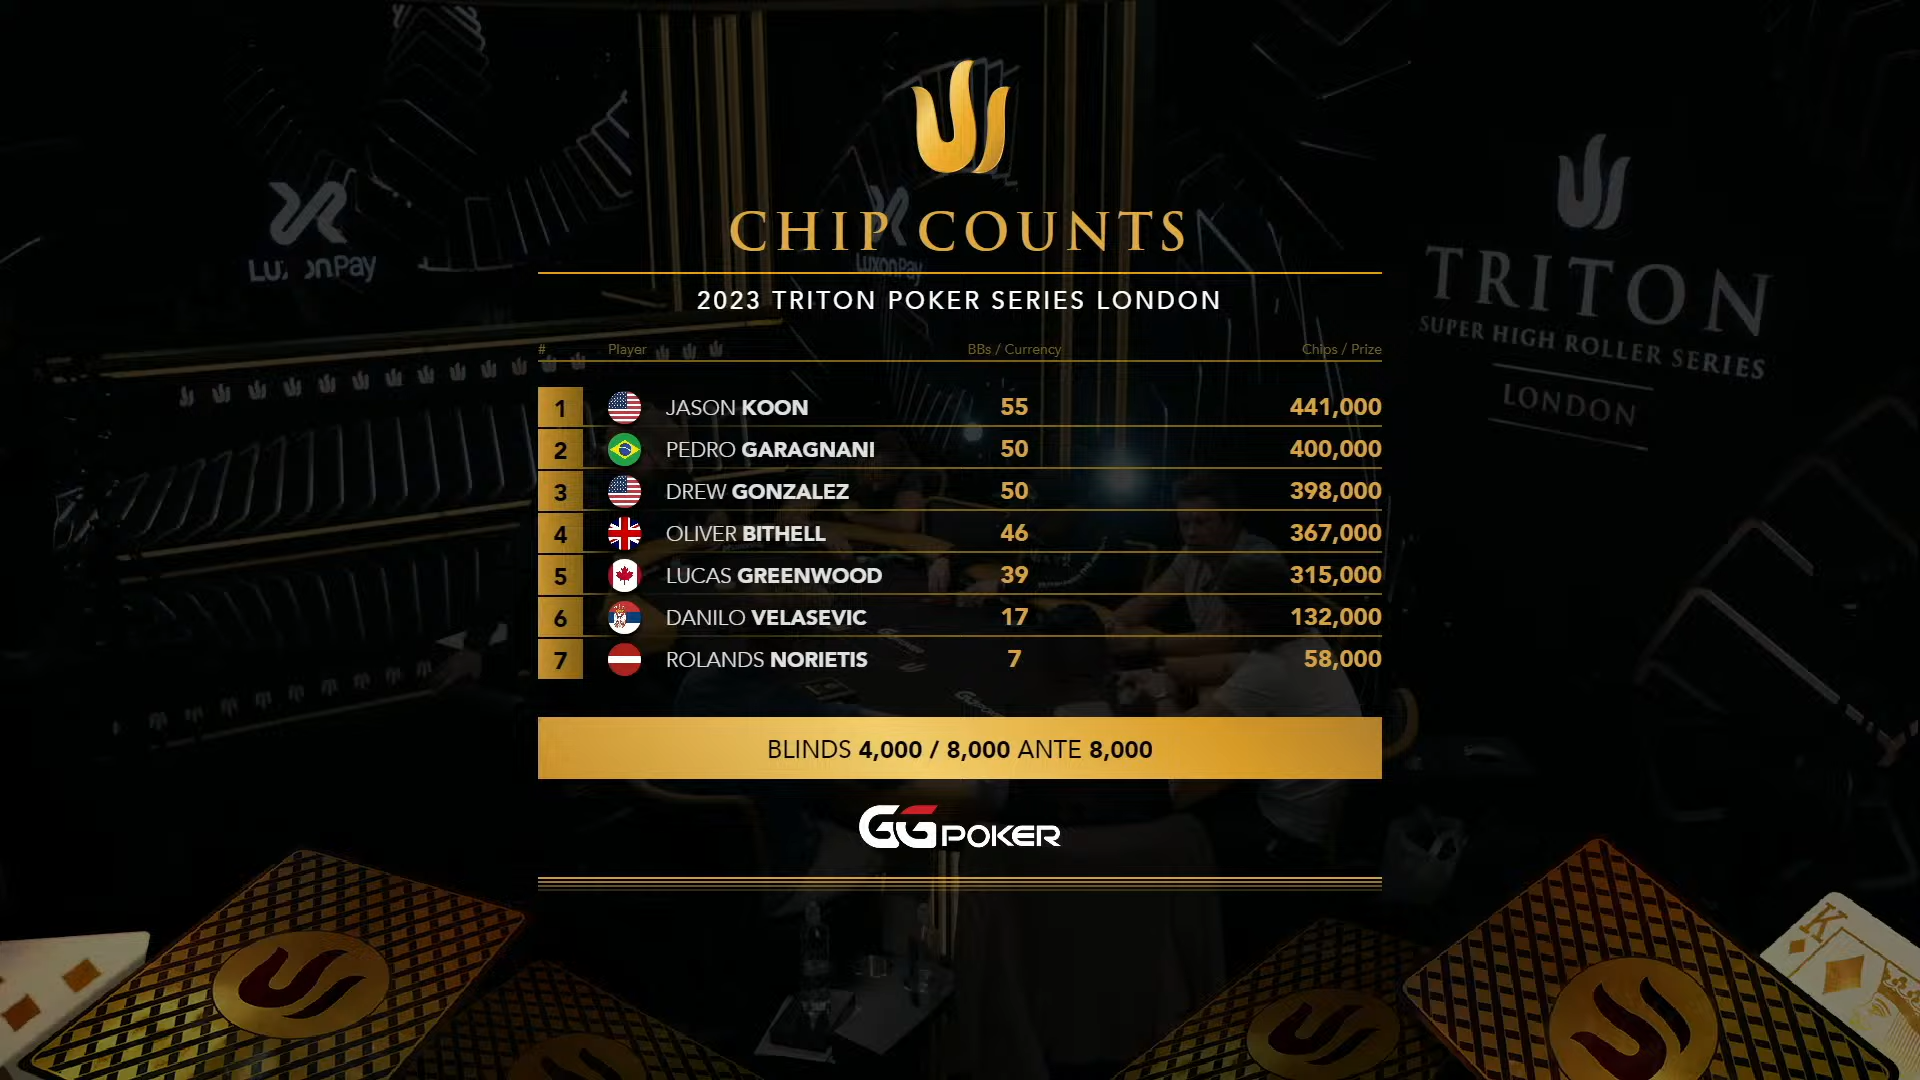 CHIP COUNTS
2023 TRITON POKER SERIES LONDON
# Player BBs / Currency Chips / Prize
1 JASON KOON 55 441,000
2 PEDRO GARAGNANI 50 400,000
3 DREW GONZALEZ 50 398,000
4 OLIVER BITHELL 46 367,000
5 LUCAS GREENWOOD 39 315,000
6 DANILO VELASEVIC 17 132,000
7 ROLANDS NORIETIS 7 58,000
BLINDS 4,000 / 8,000 ANTE 8,000
GGPOKER
LuxonPay
LuxonPay
TRITON
SUPER HIGH ROLLER SERIES
LONDON
K